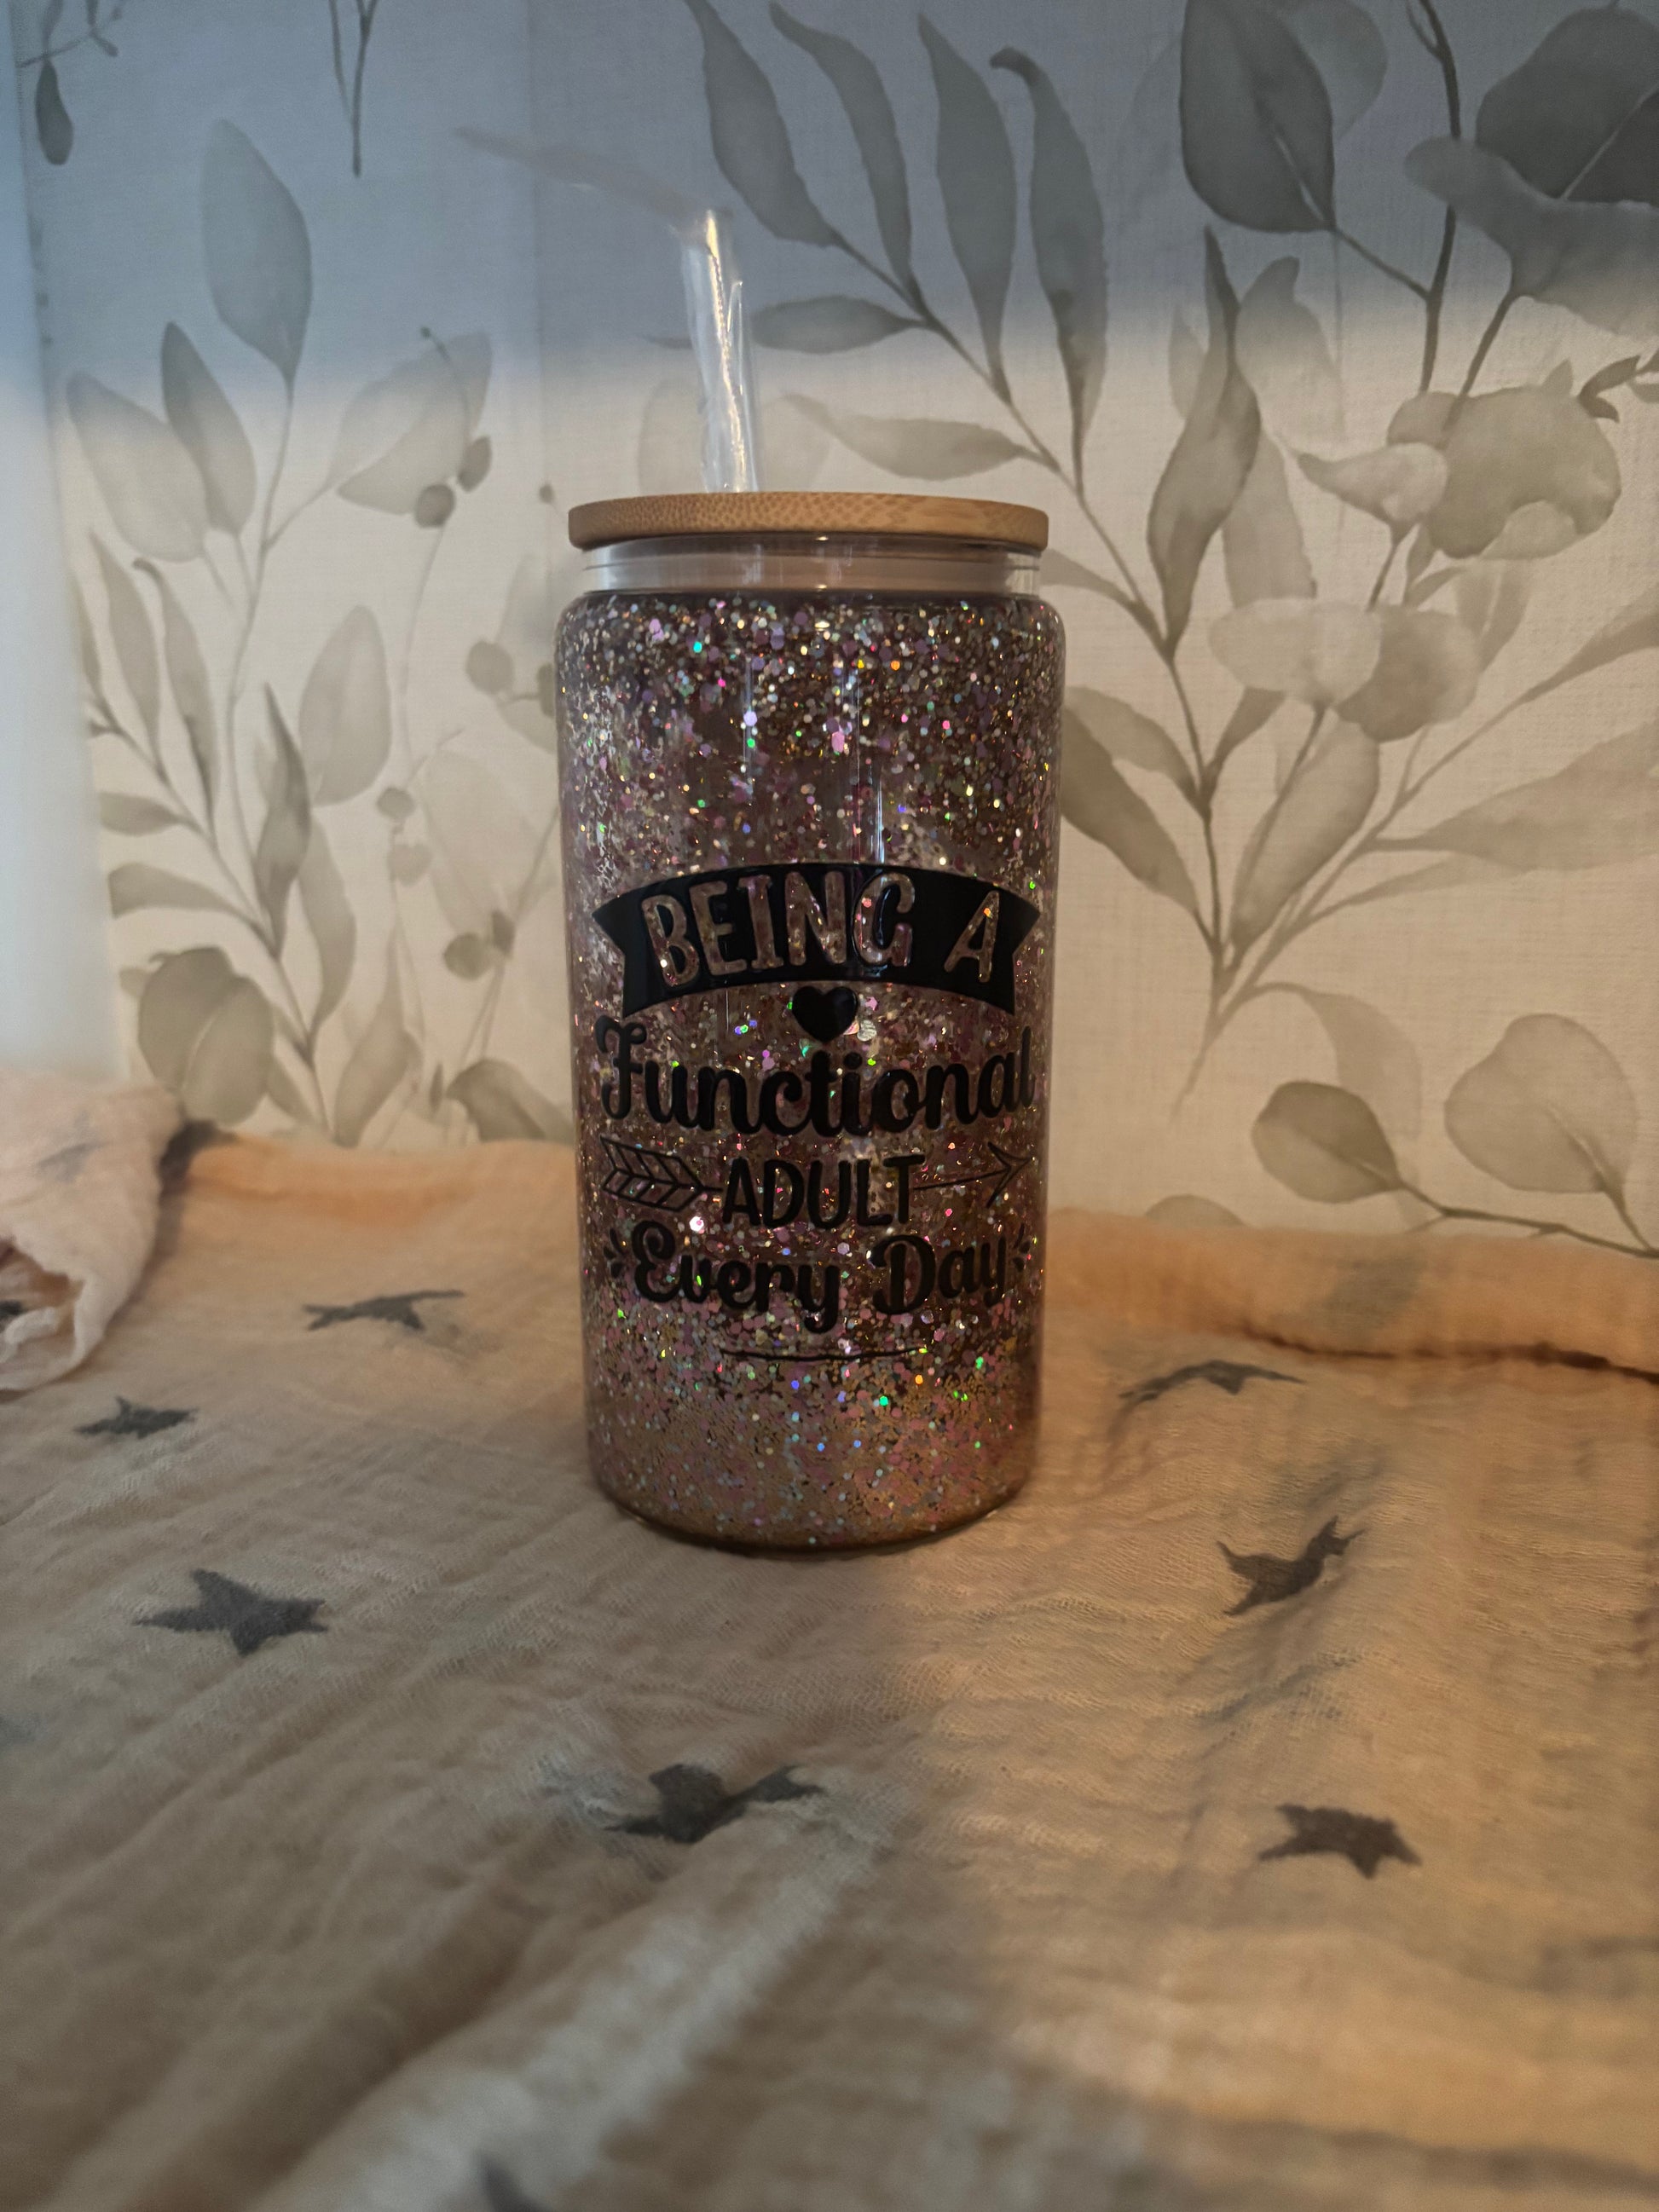 BEING A
Functional
ADULT
Every Day